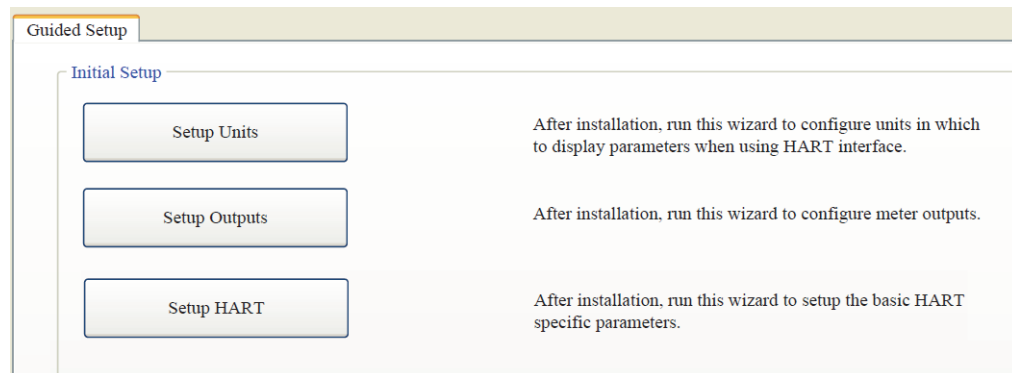 Guided Setup
Initial Setup
Setup Units
After installation, run this wizard to configure units in which
to display parameters when using HART interface.
Setup Outputs
After installation, run this wizard to configure meter outputs.
Setup HART
After installation, run this wizard to setup the basic HART
specific parameters.